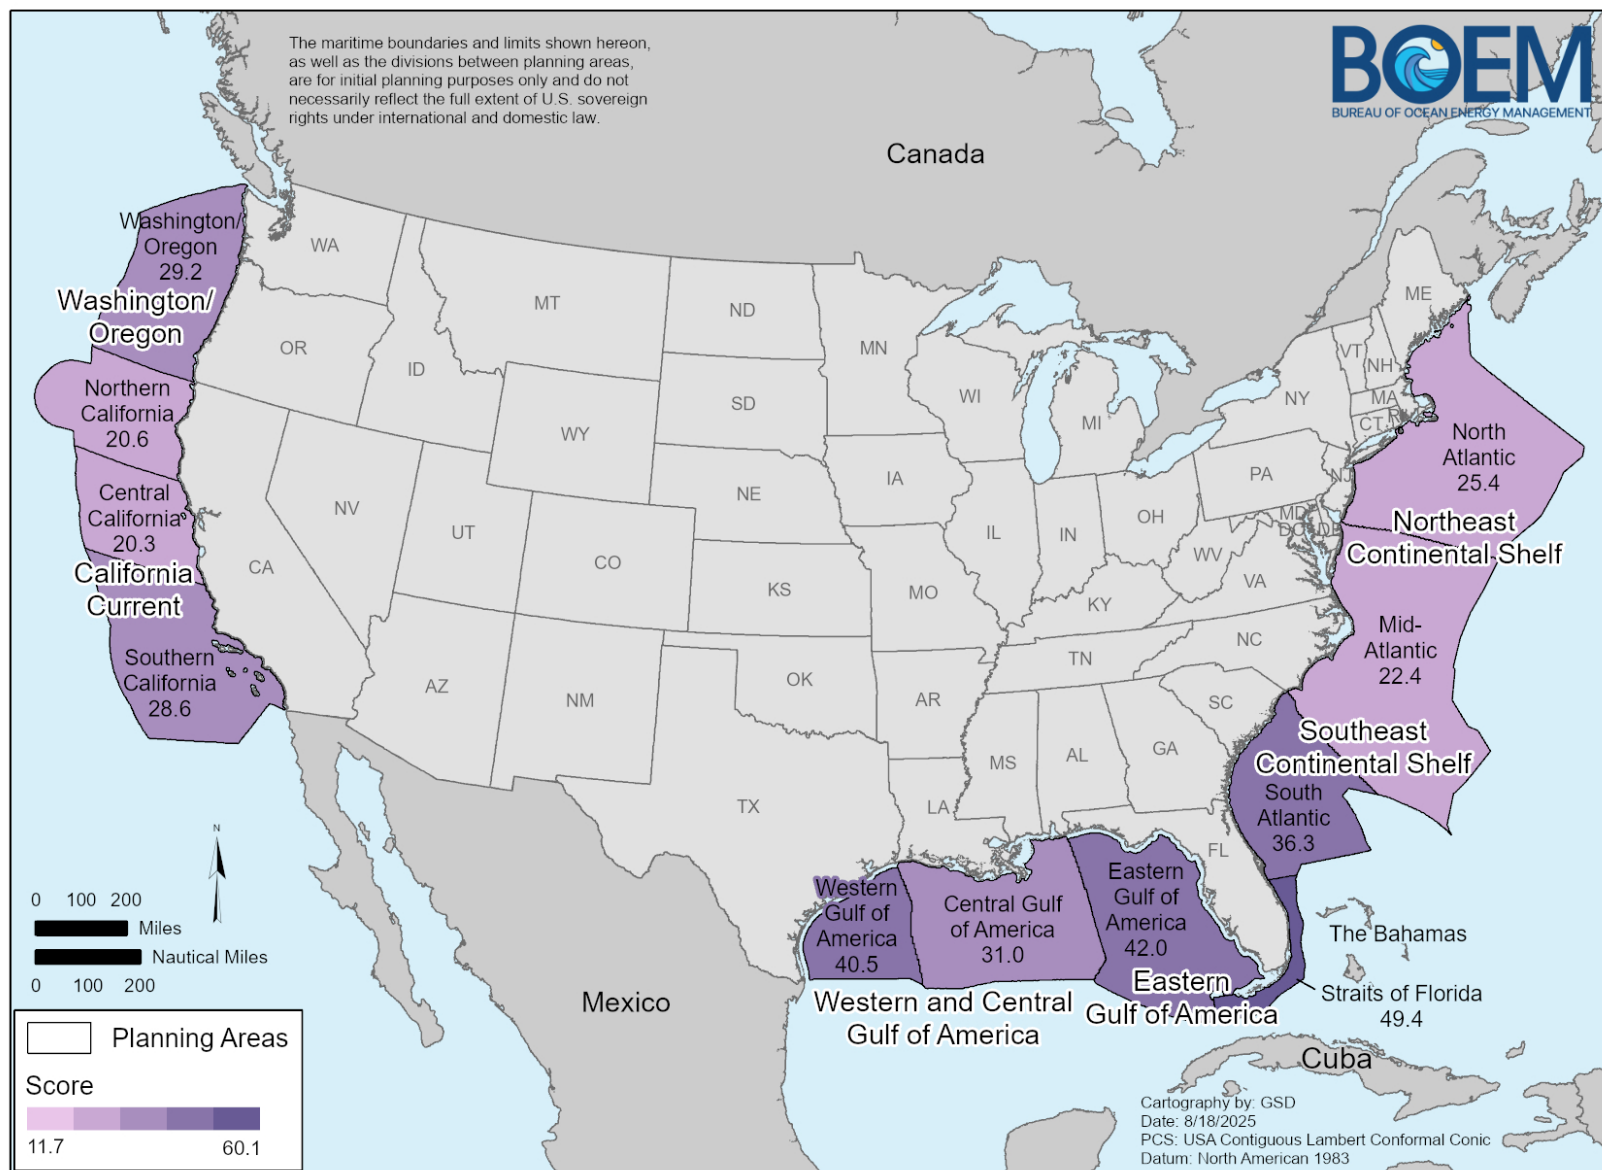 The maritime boundaries and limits shown hereon,
as well as the divisions between planning areas,
are for initial planning purposes only and do not
necessarily reflect the full extent of U.S. sovereign
rights under international and domestic law.
BOEM
BUREAU OF OCEAN ENERGY MANAGEMENT
Canada
Washington/
Oregon
29.2
Washington/
Oregon
Northern
California
20.6
Central
California
20.3
California
Current
Southern
California
28.6
WA
OR
ID
MT
ND
SD
WY
NV
UT
CA
AZ
NM
CO
NE
KS
OK
TX
MN
IA
MO
AR
LA
WI
IL
MI
IN
OH
KY
TN
MS
AL
GA
FL
SC
NC
VA
WV
PA
NY
VT
NH
ME
MA
RI
CT
NJ
MD
DC
DE
North
Atlantic
25.4
Northeast
Continental Shelf
Mid-
Atlantic
22.4
Southeast
Continental Shelf
South
Atlantic
36.3
Western
Gulf of
America
40.5
Central Gulf
of America
31.0
Eastern
Gulf of
America
42.0
Western and Central
Gulf of America
Eastern
Gulf of America
The Bahamas
Straits of Florida
49.4
Mexico
Cuba
N
0 100 200
Miles
Nautical Miles
0 100 200
Planning Areas
Score
11.7 60.1
Cartography by: GSD
Date: 8/18/2025
PCS: USA Contiguous Lambert Conformal Conic
Datum: North American 1983